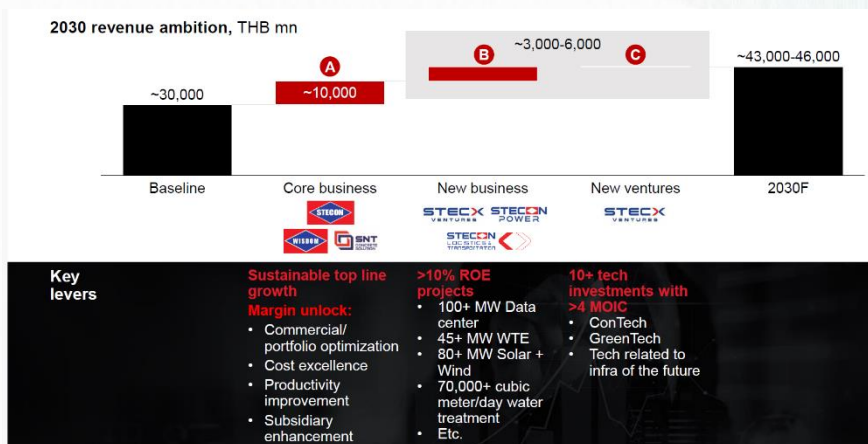 2030 revenue ambition, THB mn
~30,000
A
~10,000
B
~3,000-6,000
C
~43,000-46,000
Baseline
Core business
New business
New ventures
2030F
STECON
WISDOM
SNT
STECX
VENTURES
STECON
POWER
STECON
LOGISTICS &
TRANSPORTATION
STECX
VENTURES
Key
levers
Sustainable top line
growth
Margin unlock:
• Commercial/
portfolio optimization
• Cost excellence
• Productivity
improvement
• Subsidiary
enhancement
>10% ROE
projects
• 100+ MW Data
center
• 45+ MW WTE
• 80+ MW Solar +
Wind
• 70,000+ cubic
meter/day water
treatment
• Etc.
10+ tech
investments with
>4 MOIC
• ConTech
• GreenTech
• Tech related to
infra of the future